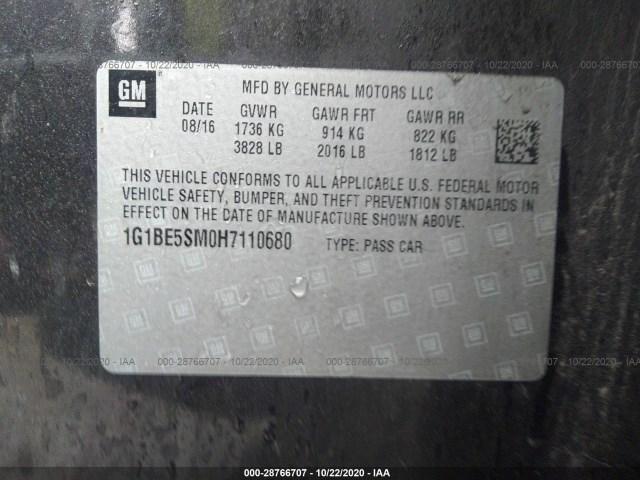 000-28766707 - 10/22/2020 - IAA
GM
MFD BY GENERAL MOTORS LLC
DATE GVWR GAWR FRT GAWR RR
08/16 1736 KG 914 KG 822 KG
3828 LB 2016 LB 1812 LB
THIS VEHICLE CONFORMS TO ALL APPLICABLE U.S. FEDERAL MOTOR
VEHICLE SAFETY, BUMPER, AND THEFT PREVENTION STANDARDS IN
EFFECT ON THE DATE OF MANUFACTURE SHOWN ABOVE.
1G1BE5SM0H7110680 TYPE: PASS CAR
000-28766707 - 10/22/2020 - IAA
000-28766707 - 10/22/2020 - IAA